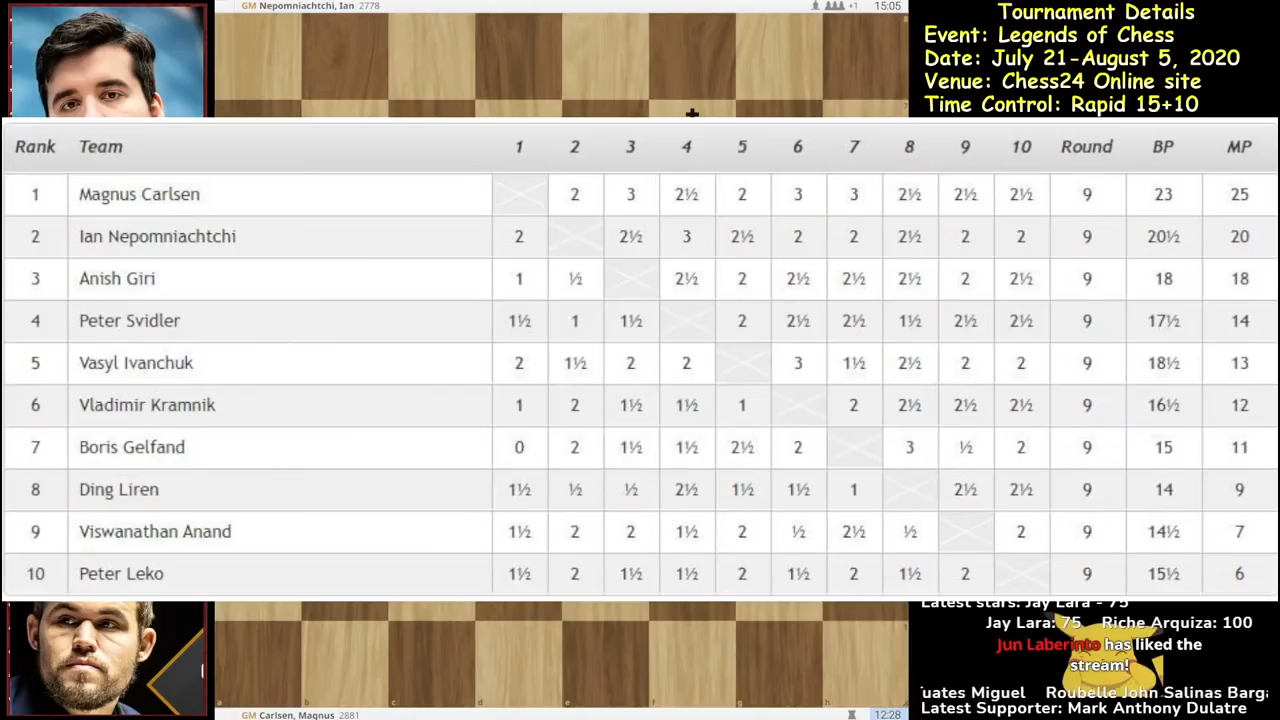 GM Nepomniachtchi, Ian 2778
+1 15:05
Tournament Details
Event: Legends of Chess
Date: July 21-August 5, 2020
Venue: Chess24 Online site
Time Control: Rapid 15+10
Rank Team 1 2 3 4 5 6 7 8 9 10 Round BP MP
1 Magnus Carlsen 2 3 2½ 2 3 3 2½ 2½ 2½ 9 23 25
2 Ian Nepomniachtchi 2 2½ 3 2½ 2 2 2½ 2 2 9 20½ 20
3 Anish Giri 1 ½ 2½ 2 2½ 2½ 2½ 2 2½ 9 18 18
4 Peter Svidler 1½ 1 1½ 2 2½ 2½ 1½ 2½ 2½ 9 17½ 14
5 Vasyl Ivanchuk 2 1½ 2 2 3 1½ 2½ 2 2 9 18½ 13
6 Vladimir Kramnik 1 2 1½ 1½ 1 2 2½ 2½ 2½ 9 16½ 12
7 Boris Gelfand 0 2 1½ 1½ 2½ 2 3 ½ 2 9 15 11
8 Ding Liren 1½ ½ ½ 2½ 1½ 1½ 1 2½ 2½ 9 14 9
9 Viswanathan Anand 1½ 2 2 1½ 2 ½ 2½ ½ 2 9 14½ 7
10 Peter Leko 1½ 2 1½ 1½ 2 1½ 2 1½ 2 9 15½ 6
Latest stars: Jay Lara - 75
Jay Lara: 75 Riche Arquiza: 100
Jun Laberinto has liked the
stream!
uates Miguel Roubelle John Salinas Barga
Latest Supporter: Mark Anthony Dulatre
a b c d e f g h
GM Carlsen, Magnus 2881
12:28